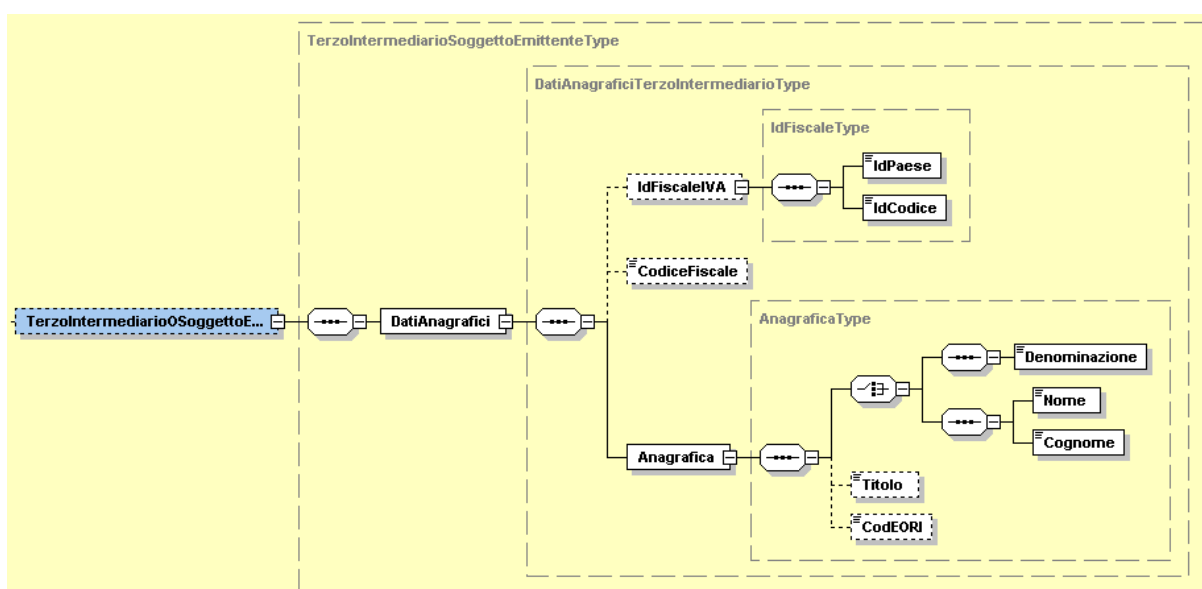 TerzoIntermediarioSoggettoEmittenteType
DatiAnagraficiTerzoIntermediarioType
IdFiscaleType
IdPaese
IdFiscaleIVA
IdCodice
CodiceFiscale
TerzoIntermediarioOSoggettoE...
DatiAnagrafici
AnagraficaType
Denominazione
Nome
Cognome
Anagrafica
Titolo
CodEORI